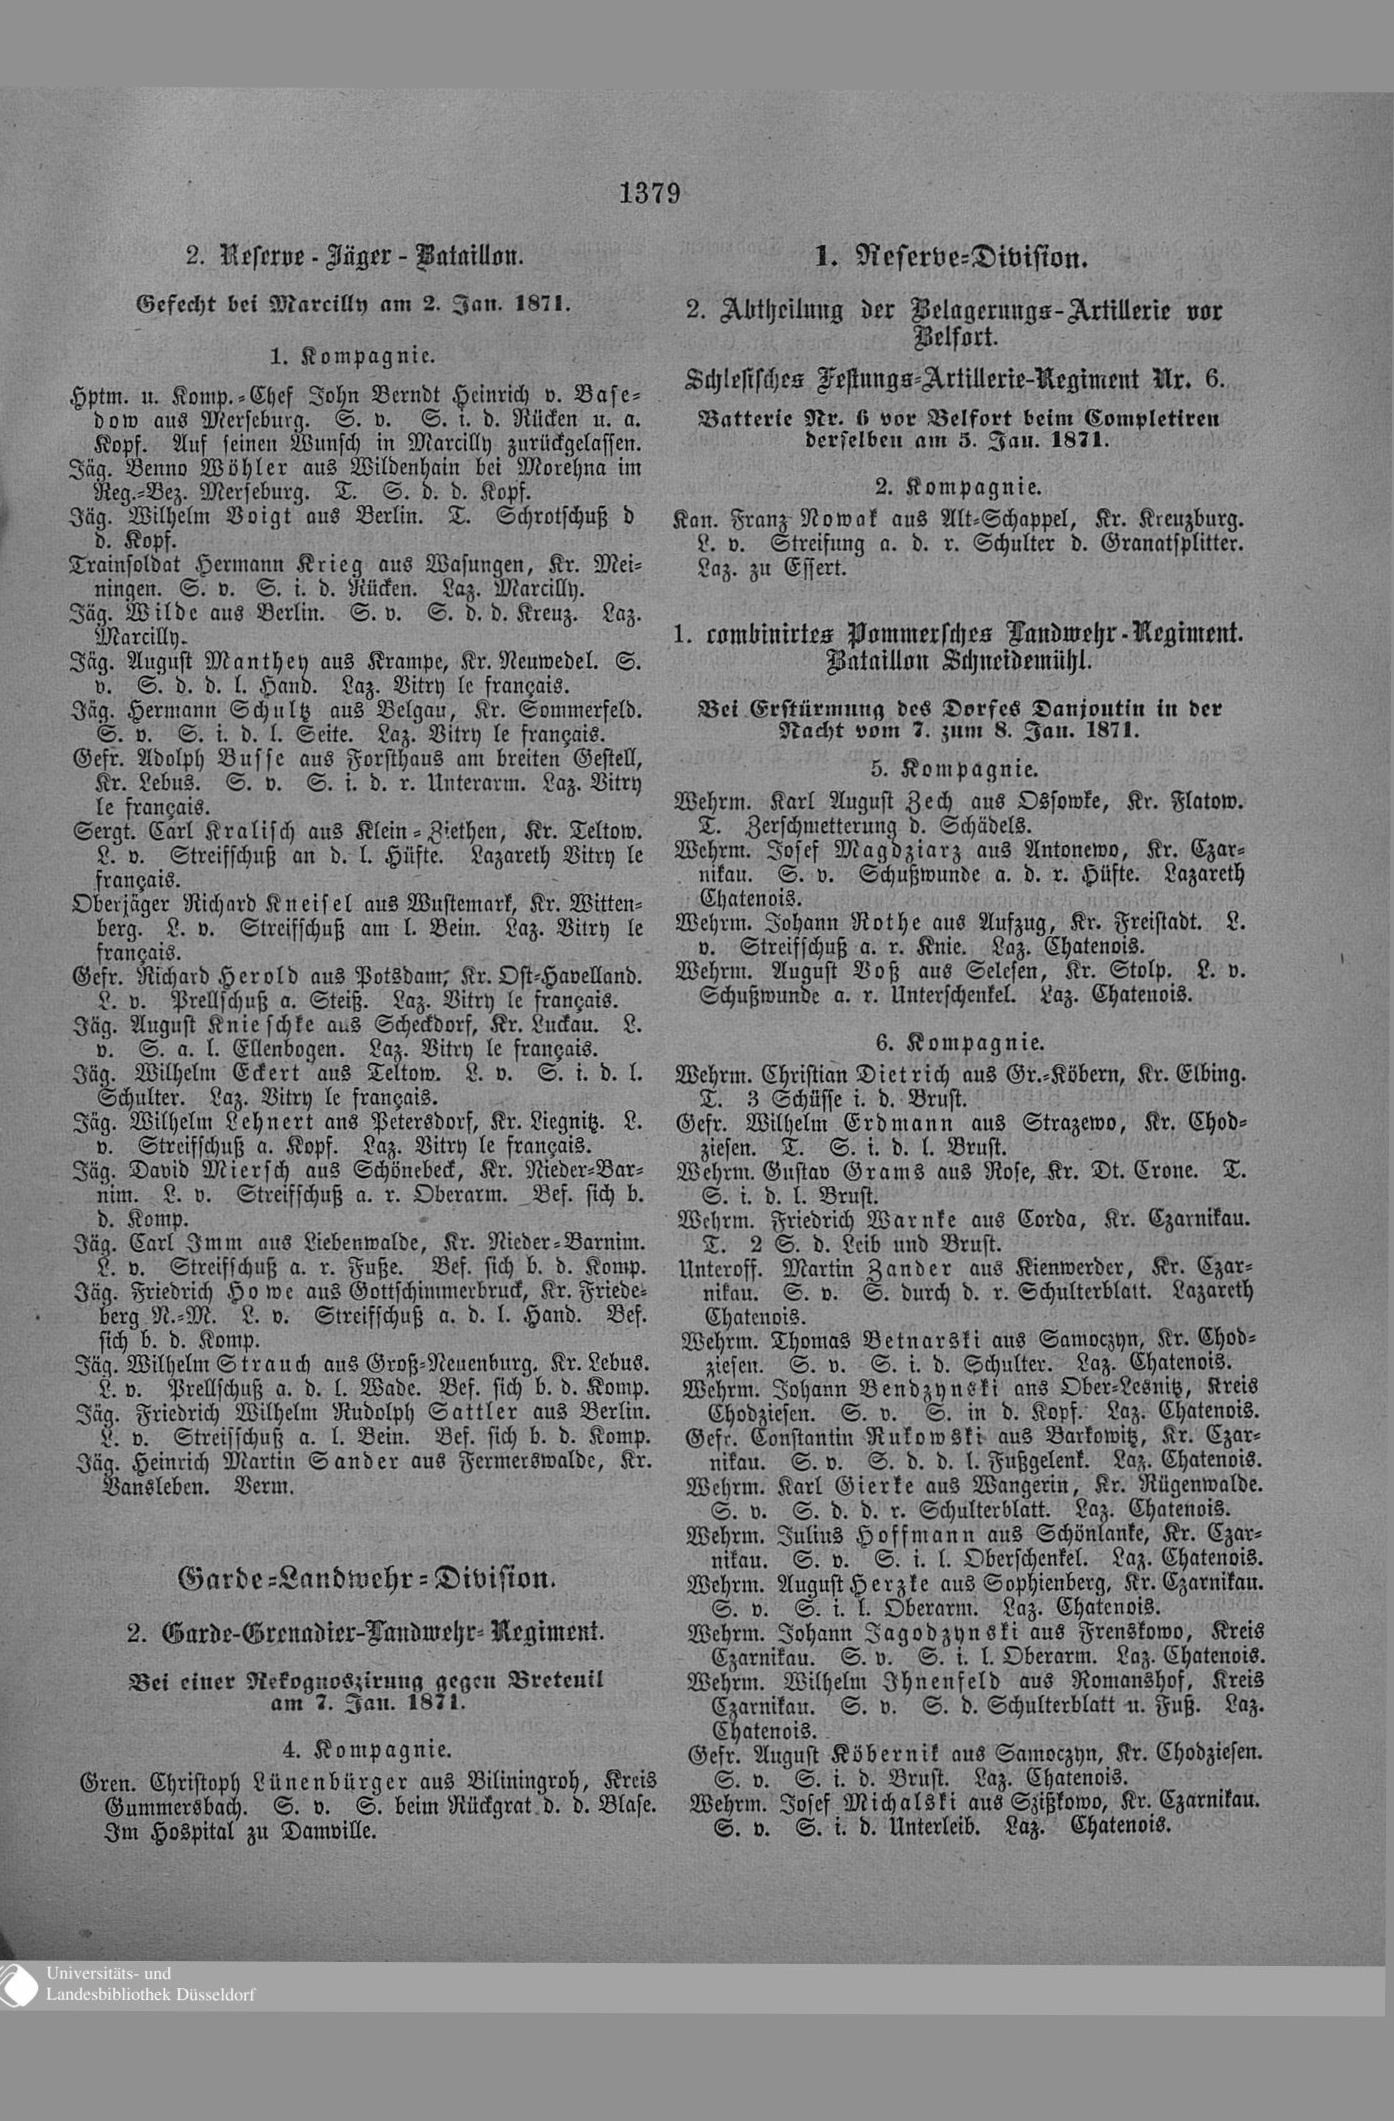 1379
2. Reserve-Jäger-Bataillon.
Gefecht bei Marcilly am 2. Jan. 1871.
1. Kompagnie.
Hptm. u. Komp.-Chef John Berndt Heinrich v. Base-
dow aus Merseburg. S. v. S. i. d. Rücken u. a.
Kopf. Auf seinen Wunsch in Marcilly zurückgelassen.
Jäg. Benno Wöhler aus Wildenhain bei Morehna im
Reg.-Bez. Merseburg. T. S. d. d. Kopf.
Jäg. Wilhelm Voigt aus Berlin. T. Schrotschuß d
d. Kopf.
Trainsoldat Hermann Krieg aus Wasungen, Kr. Mei-
ningen. S. v. S. i. d. Rücken. Laz. Marcilly.
Jäg. Wilde aus Berlin. S. v. S. d. d. Kreuz. Laz.
Marcilly.
Jäg. August Manthey aus Krampe, Kr. Neuwedel. S.
v. S. d. d. l. Hand. Laz. Vitry le français.
Jäg. Hermann Schultz aus Belgau, Kr. Sommerfeld.
S. v. S. i. d. l. Seite. Laz. Vitry le français.
Gefr. Adolph Busse aus Forsthaus am breiten Gestell,
Kr. Lebus. S. v. S. i. d. r. Unterarm. Laz. Vitry
le français.
Sergt. Carl Kralisch aus Klein-Ziethen, Kr. Teltow.
L. v. Streifschuß an d. l. Hüfte. Lazareth Vitry le
français.
Oberjäger Richard Kneisel aus Wustemark, Kr. Witten-
berg. L. v. Streifschuß am l. Bein. Laz. Vitry le
français.
Gefr. Richard Herold aus Potsdam, Kr. Ost-Havelland.
L. v. Prellschuß a. Steiß. Laz. Vitry le français.
Jäg. August Knieschke aus Scheckdorf, Kr. Luckau. L.
v. S. a. l. Ellenbogen. Laz. Vitry le français.
Jäg. Wilhelm Eckert aus Teltow. L. v. S. i. d. l.
Schulter. Laz. Vitry le français.
Jäg. Wilhelm Lehnert aus Petersdorf, Kr. Liegnitz. L.
v. Streifschuß a. Kopf. Laz. Vitry le français.
Jäg. David Miersch aus Schönebeck, Kr. Nieder-Bar-
nim. L. v. Streifschuß a. r. Oberarm. Bef. sich b.
d. Komp.
Jäg. Carl Imm aus Liebenwalde, Kr. Nieder-Barnim.
L. v. Streifschuß a. r. Fuße. Bef. sich b. d. Komp.
Jäg. Friedrich Howe aus Gottschimmerbruck, Kr. Friede-
berg N.-M. L. v. Streifschuß a. d. l. Hand. Bef.
sich b. d. Komp.
Jäg. Wilhelm Strauch aus Groß-Neuenburg, Kr. Lebus.
L. v. Prellschuß a. d. l. Wade. Bef. sich b. d. Komp.
Jäg. Friedrich Wilhelm Rudolph Sattler aus Berlin.
L. v. Streifschuß a. l. Bein. Bef. sich b. d. Komp.
Jäg. Heinrich Martin Sander aus Fermerswalde, Kr.
Vansleben. Verm.
Garde-Landwehr-Division.
2. Garde-Grenadier-Landwehr-Regiment.
Bei einer Rekognoszirung gegen Breteuil
am 7. Jan. 1871.
4. Kompagnie.
Gren. Christoph Lünenbürger aus Biliningroh, Kreis
Gummersbach. S. v. S. beim Rückgrat d. d. Blase.
Im Hospital zu Damville.
1. Reserve-Division.
2. Abtheilung der Belagerungs-Artillerie vor
Belfort.
Schlesisches Festungs-Artillerie-Regiment Nr. 6.
Batterie Nr. 6 vor Belfort beim Completiren
derselben am 5. Jan. 1871.
2. Kompagnie.
Kan. Franz Nowak aus Alt-Schappel, Kr. Kreuzburg.
L. v. Streifung a. d. r. Schulter d. Granatsplitter.
Laz. zu Essert.
1. combinirtes Pommersches Landwehr-Regiment.
Bataillon Schneidemühl.
Bei Erstürmung des Dorfes Danjoutin in der
Nacht vom 7. zum 8. Jan. 1871.
5. Kompagnie.
Wehrm. Karl August Zech aus Ossowke, Kr. Flatow.
T. Zerschmetterung d. Schädels.
Wehrm. Josef Magdziarz aus Antonewo, Kr. Czar-
nikau. S. v. Schußwunde a. d. r. Hüfte. Lazareth
Chatenois.
Wehrm. Johann Rothe aus Aufzug, Kr. Freistadt. L.
v. Streifschuß a. r. Knie. Laz. Chatenois.
Wehrm. August Voß aus Selesen, Kr. Stolp. L. v.
Schußwunde a. r. Unterschenkel. Laz. Chatenois.
6. Kompagnie.
Wehrm. Christian Dietrich aus Gr.-Köbern, Kr. Elbing.
T. 3 Schüsse i. d. Brust.
Gefr. Wilhelm Erdmann aus Strazewo, Kr. Chod-
ziesen. T. S. i. d. l. Brust.
Wehrm. Gustav Grams aus Rose, Kr. Dt. Crone. T.
S. i. d. l. Brust.
Wehrm. Friedrich Warnke aus Corda, Kr. Czarnikau.
T. 2 S. d. Leib und Brust.
Unteroff. Martin Zander aus Kienwerder, Kr. Czar-
nikau. S. v. S. durch d. r. Schulterblatt. Lazareth
Chatenois.
Wehrm. Thomas Betnarski aus Samoczyn, Kr. Chod-
ziesen. S. v. S. i. d. Schulter. Laz. Chatenois.
Wehrm. Johann Bendzynski aus Ober-Lesnitz, Kreis
Chodziesen. S. v. S. in d. Kopf. Laz. Chatenois.
Gefr. Constantin Rukowski aus Barkowitz, Kr. Czar-
nikau. S. v. S. d. d. l. Fußgelenk. Laz. Chatenois.
Wehrm. Karl Gierke aus Wangerin, Kr. Rügenwalde.
S. v. S. d. d. r. Schulterblatt. Laz. Chatenois.
Wehrm. Julius Hoffmann aus Schönlanke, Kr. Czar-
nikau. S. v. S. i. l. Oberschenkel. Laz. Chatenois.
Wehrm. August Herzke aus Sophienberg, Kr. Czarnikau.
S. v. S. i. l. Oberarm. Laz. Chatenois.
Wehrm. Johann Jagodzynski aus Frenskowo, Kreis
Czarnikau. S. v. S. i. l. Oberarm. Laz. Chatenois.
Wehrm. Wilhelm Ihnenfeld aus Romanshof, Kreis
Czarnikau. S. v. S. d. Schulterblatt u. Fuß. Laz.
Chatenois.
Gefr. August Köbernik aus Samoczyn, Kr. Chodziesen.
S. v. S. i. d. Brust. Laz. Chatenois.
Wehrm. Josef Michalski aus Szißkowo, Kr. Czarnikau.
S. v. S. i. d. Unterleib. Laz. Chatenois.
Universitäts- und
Landesbibliothek Düsseldorf